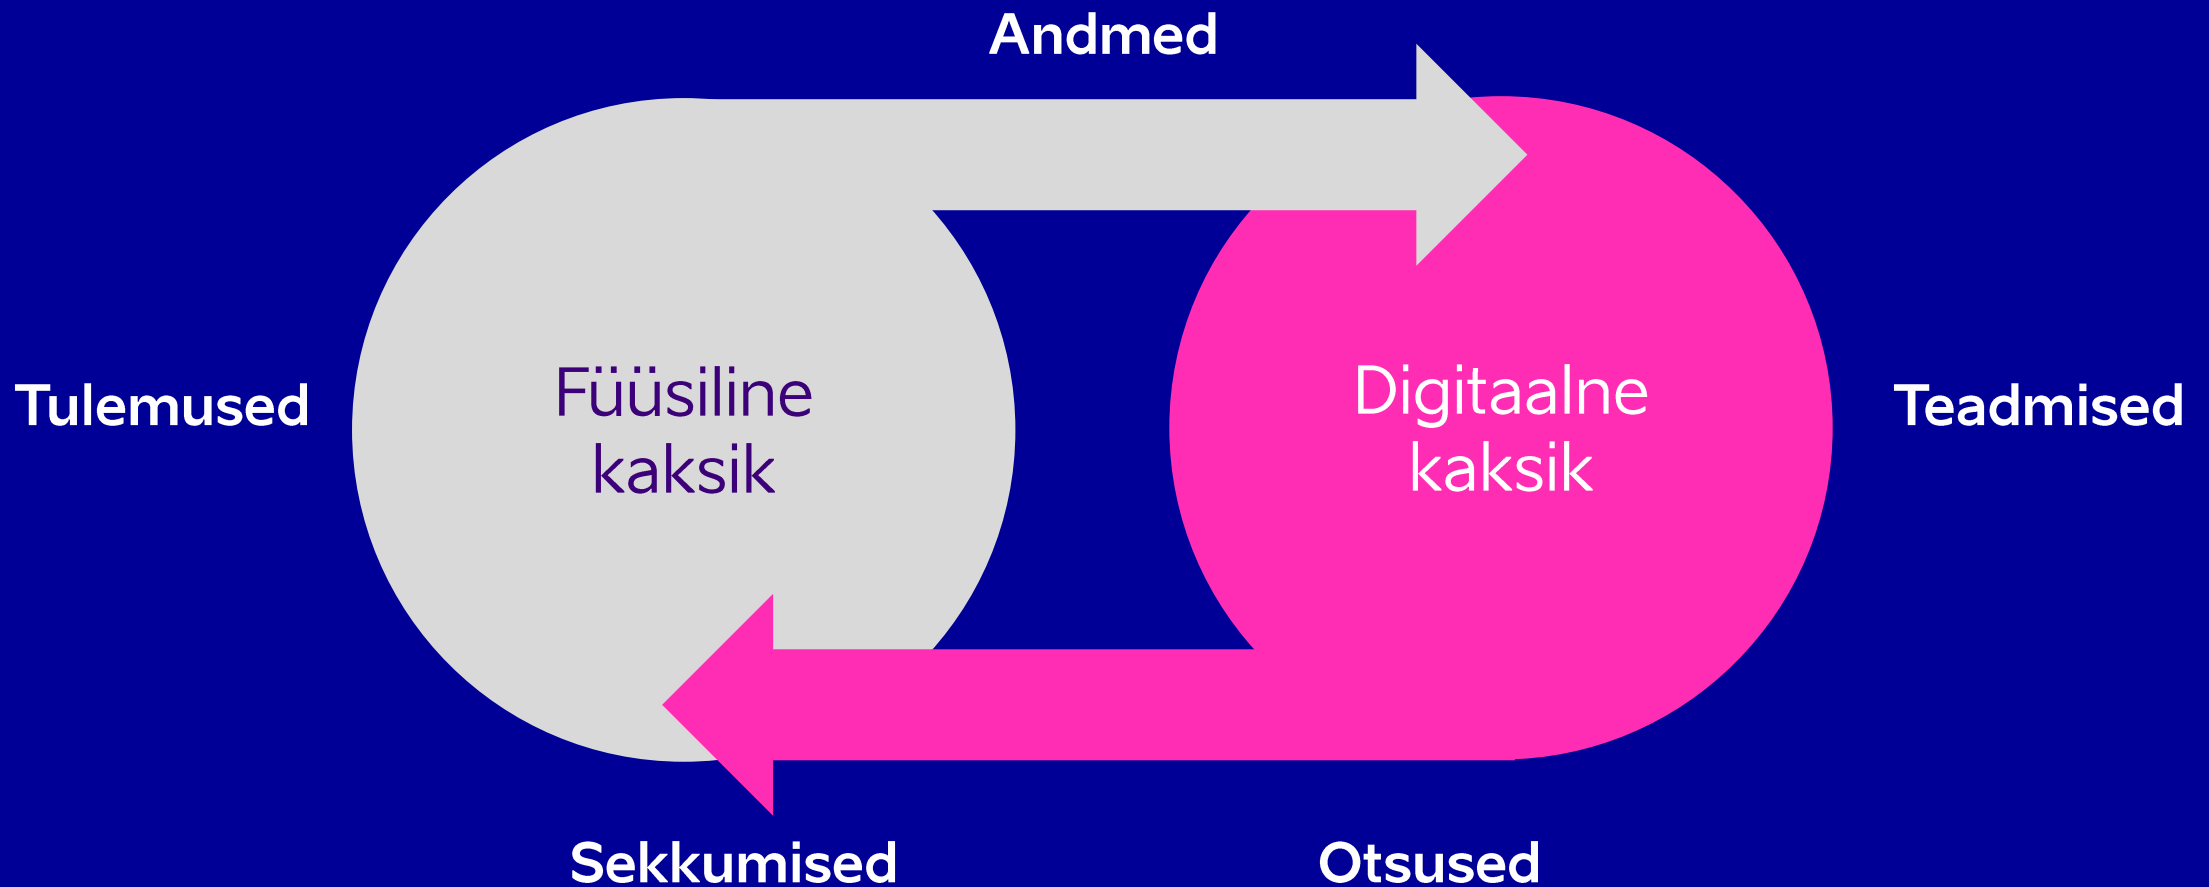 Andmed
Tulemused
Füüsiline
kaksik
Digitaalne
kaksik
Teadmised
Sekkumised
Otsused